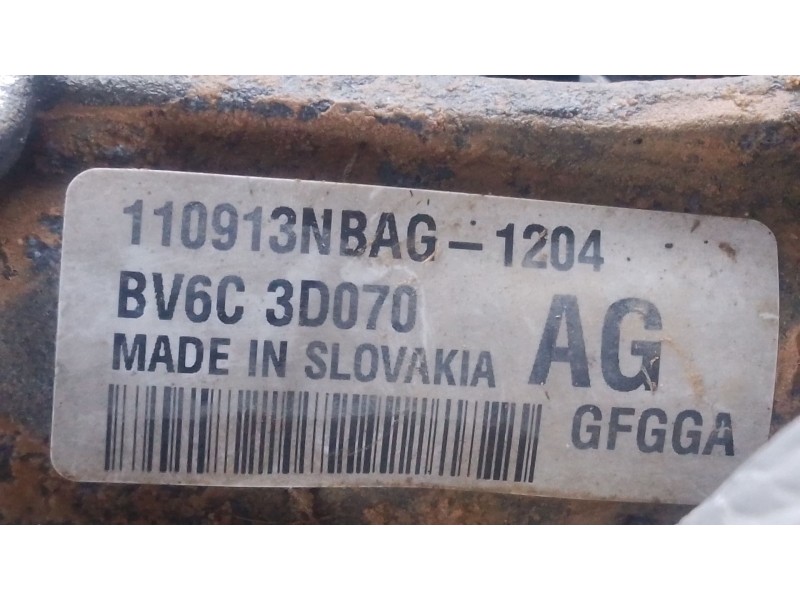 110913NBAG-1204
BV6C 3D070 AG
MADE IN SLOVAKIA
GFGGA